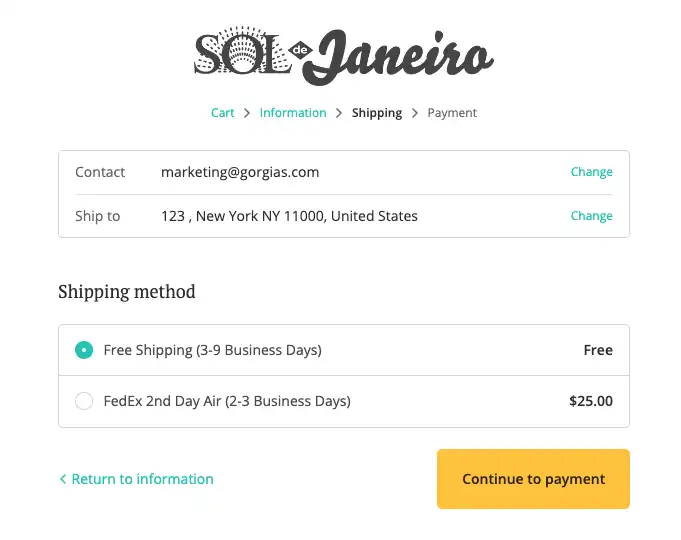 SOL de Janeiro
Cart > Information > Shipping > Payment
Contact marketing@gorgias.com Change
Ship to 123 , New York NY 11000, United States Change
Shipping method
Free Shipping (3-9 Business Days) Free
FedEx 2nd Day Air (2-3 Business Days) $25.00
< Return to information Continue to payment